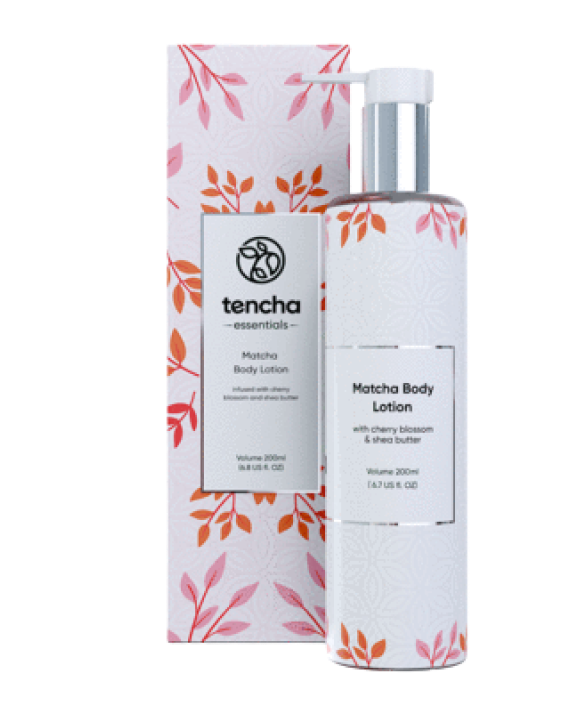 tencha
essentials
Matcha
Body Lotion
infused with cherry
blossom and shea butter
Volume 200ml
(6.8 US fl. OZ)
Matcha Body
Lotion
with cherry blossom
& shea butter
Volume 200ml
(6.7 US fl. OZ)